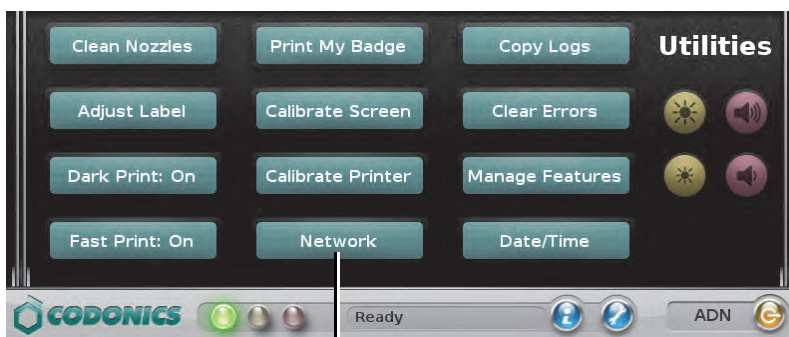 Clean Nozzles Print My Badge Copy Logs Utilities
Adjust Label Calibrate Screen Clear Errors
Dark Print: On Calibrate Printer Manage Features
Fast Print: On Network Date/Time
CODONICS Ready i ADN